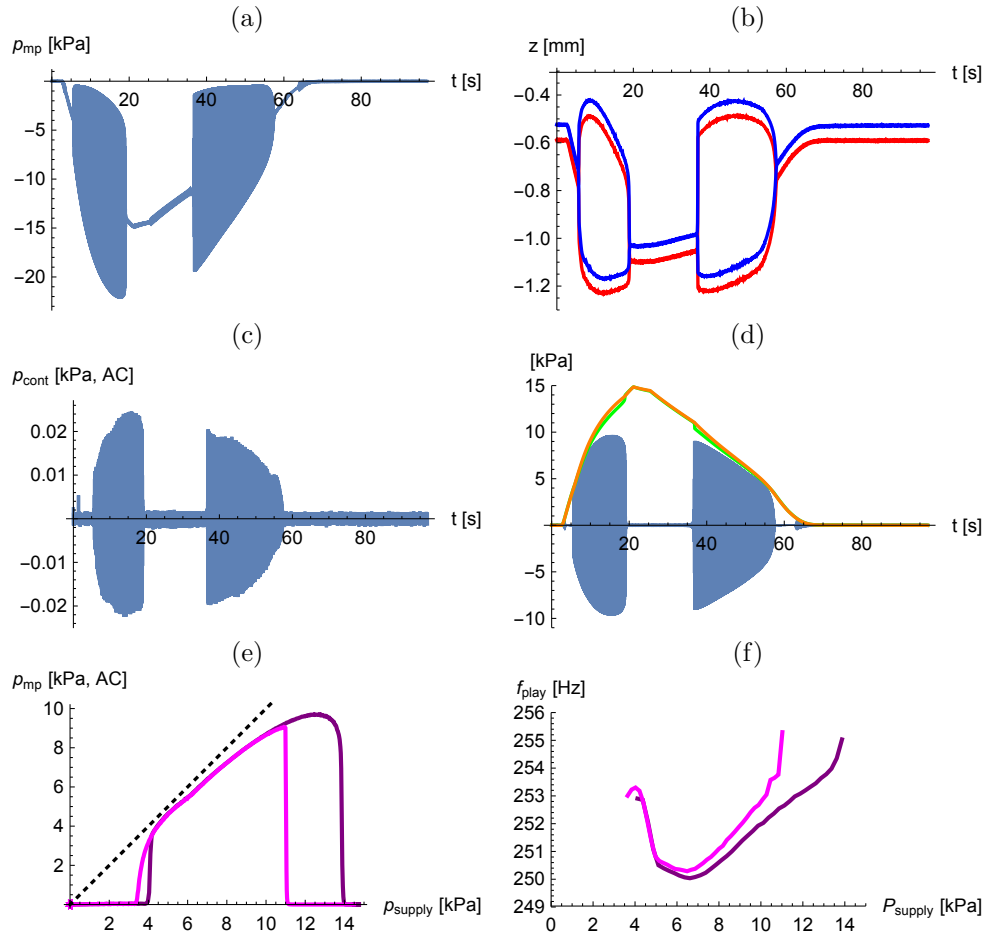 (a)
p_mp [kPa]
t [s]
20 40 60 80
−5
−10
−15
−20
(b)
z [mm]
t [s]
20 40 60 80
−0.4
−0.6
−0.8
−1.0
−1.2
(c)
p_cont [kPa, AC]
0.02
0.01
t [s]
20 40 60 80
−0.01
−0.02
(d)
[kPa]
15
10
5
t [s]
20 40 60 80
−5
−10
(e)
p_mp [kPa, AC]
10
8
6
4
2
p_supply [kPa]
0 2 4 6 8 10 12 14
(f)
f_play [Hz]
256
255
254
253
252
251
250
249
P_supply [kPa]
0 2 4 6 8 10 12 14